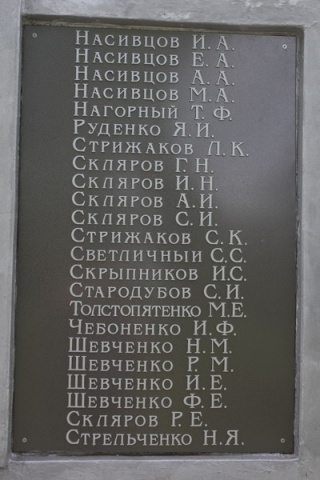 Насивцов И.А.
Насивцов Е.А.
Насивцов А.А.
Насивцов М.А.
Нагорный Т.Ф.
Руденко Я.И.
Стрижаков Л.К.
Скляров Г.Н.
Скляров И.Н.
Скляров А.И.
Скляров С.И.
Стрижаков С.К.
Светличный С.С.
Скрыпников И.С.
Стародубов С.И.
Толстопятенко М.Е.
Чебоненко И.Ф.
Шевченко Н.М.
Шевченко Р.М.
Шевченко И.Е.
Шевченко Ф.Е.
Скляров Р.Е.
Стрельченко Н.Я.